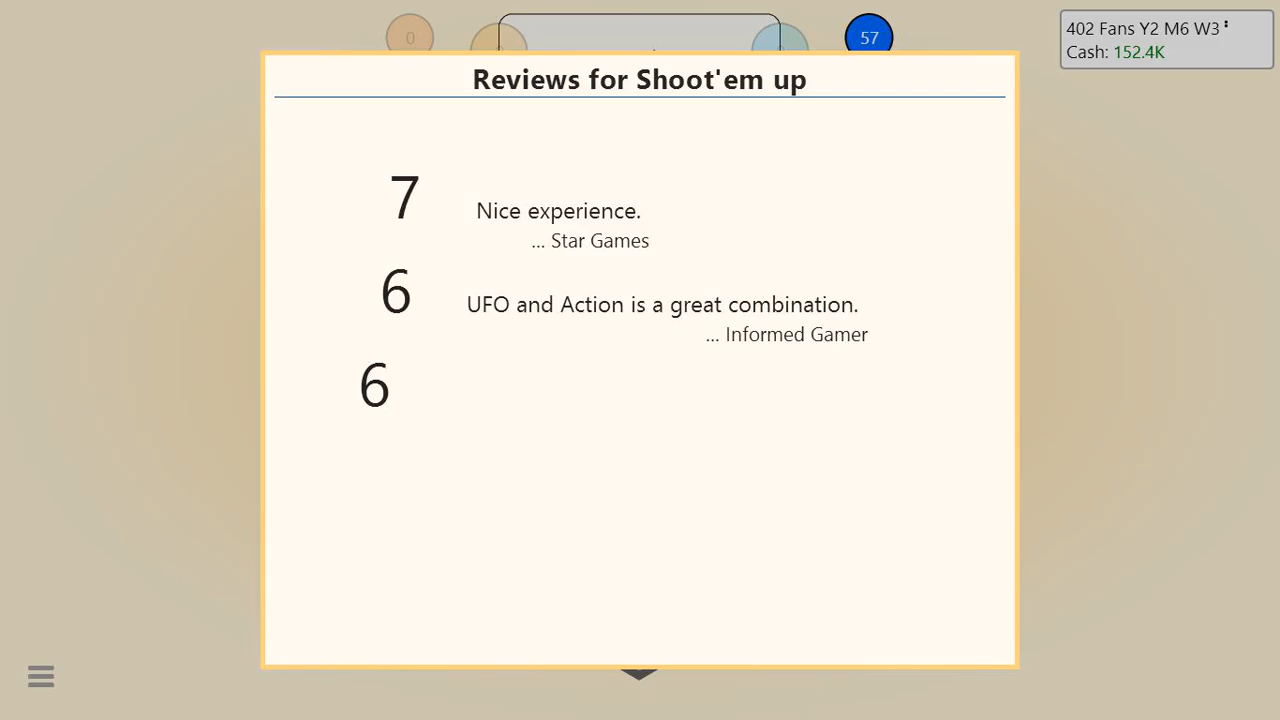 0
57
402 Fans Y2 M6 W3
Cash: 152.4K
Reviews for Shoot'em up
7
Nice experience.
... Star Games
6
UFO and Action is a great combination.
... Informed Gamer
6